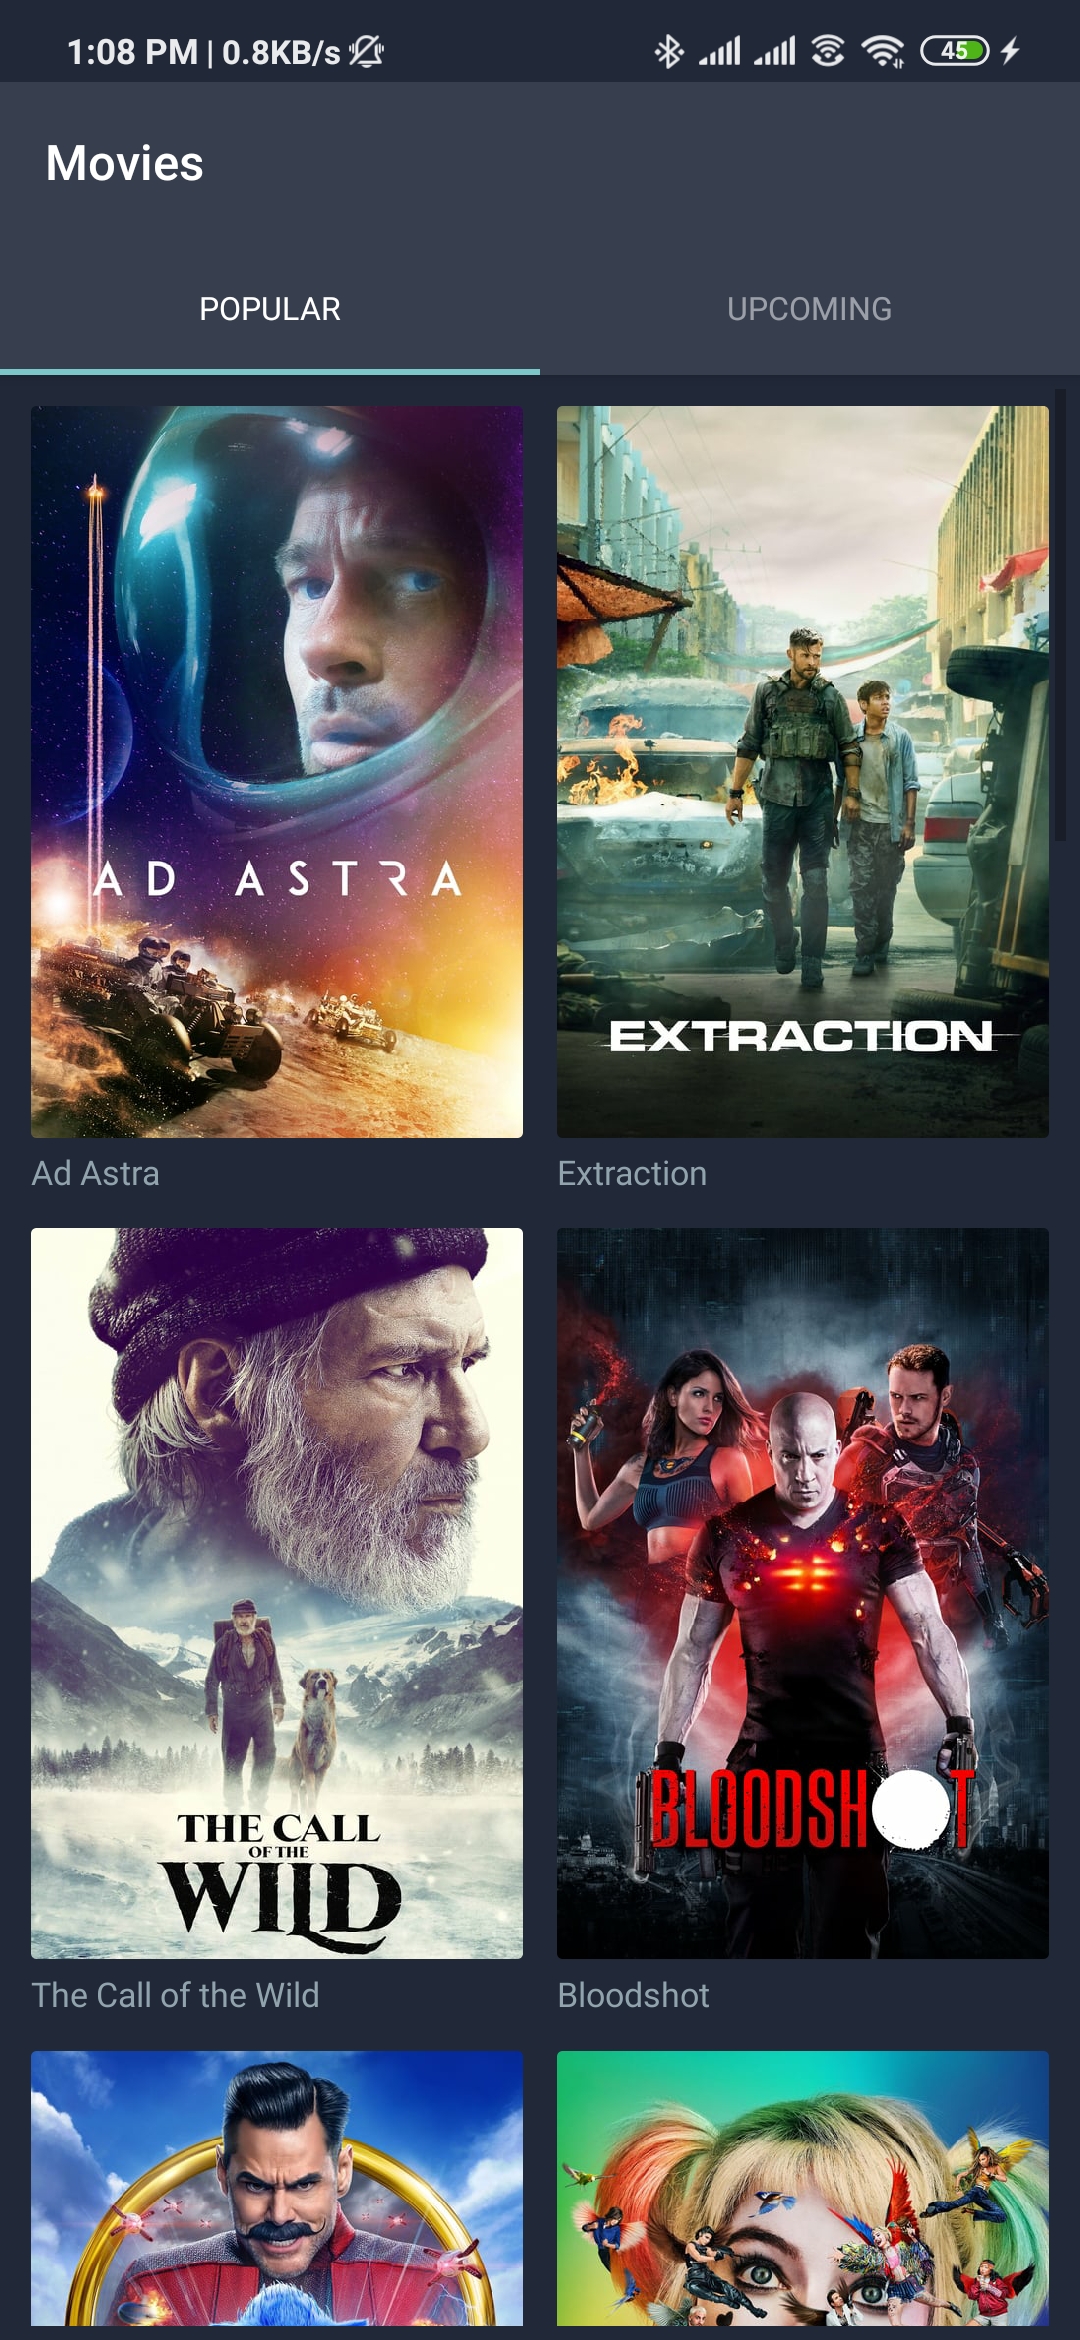 1:08 PM | 0.8KB/s
45
Movies
POPULAR
UPCOMING
AD ASTRA
EXTRACTION
Ad Astra
Extraction
THE CALL
OF THE
WILD
BLOODSHOT
The Call of the Wild
Bloodshot